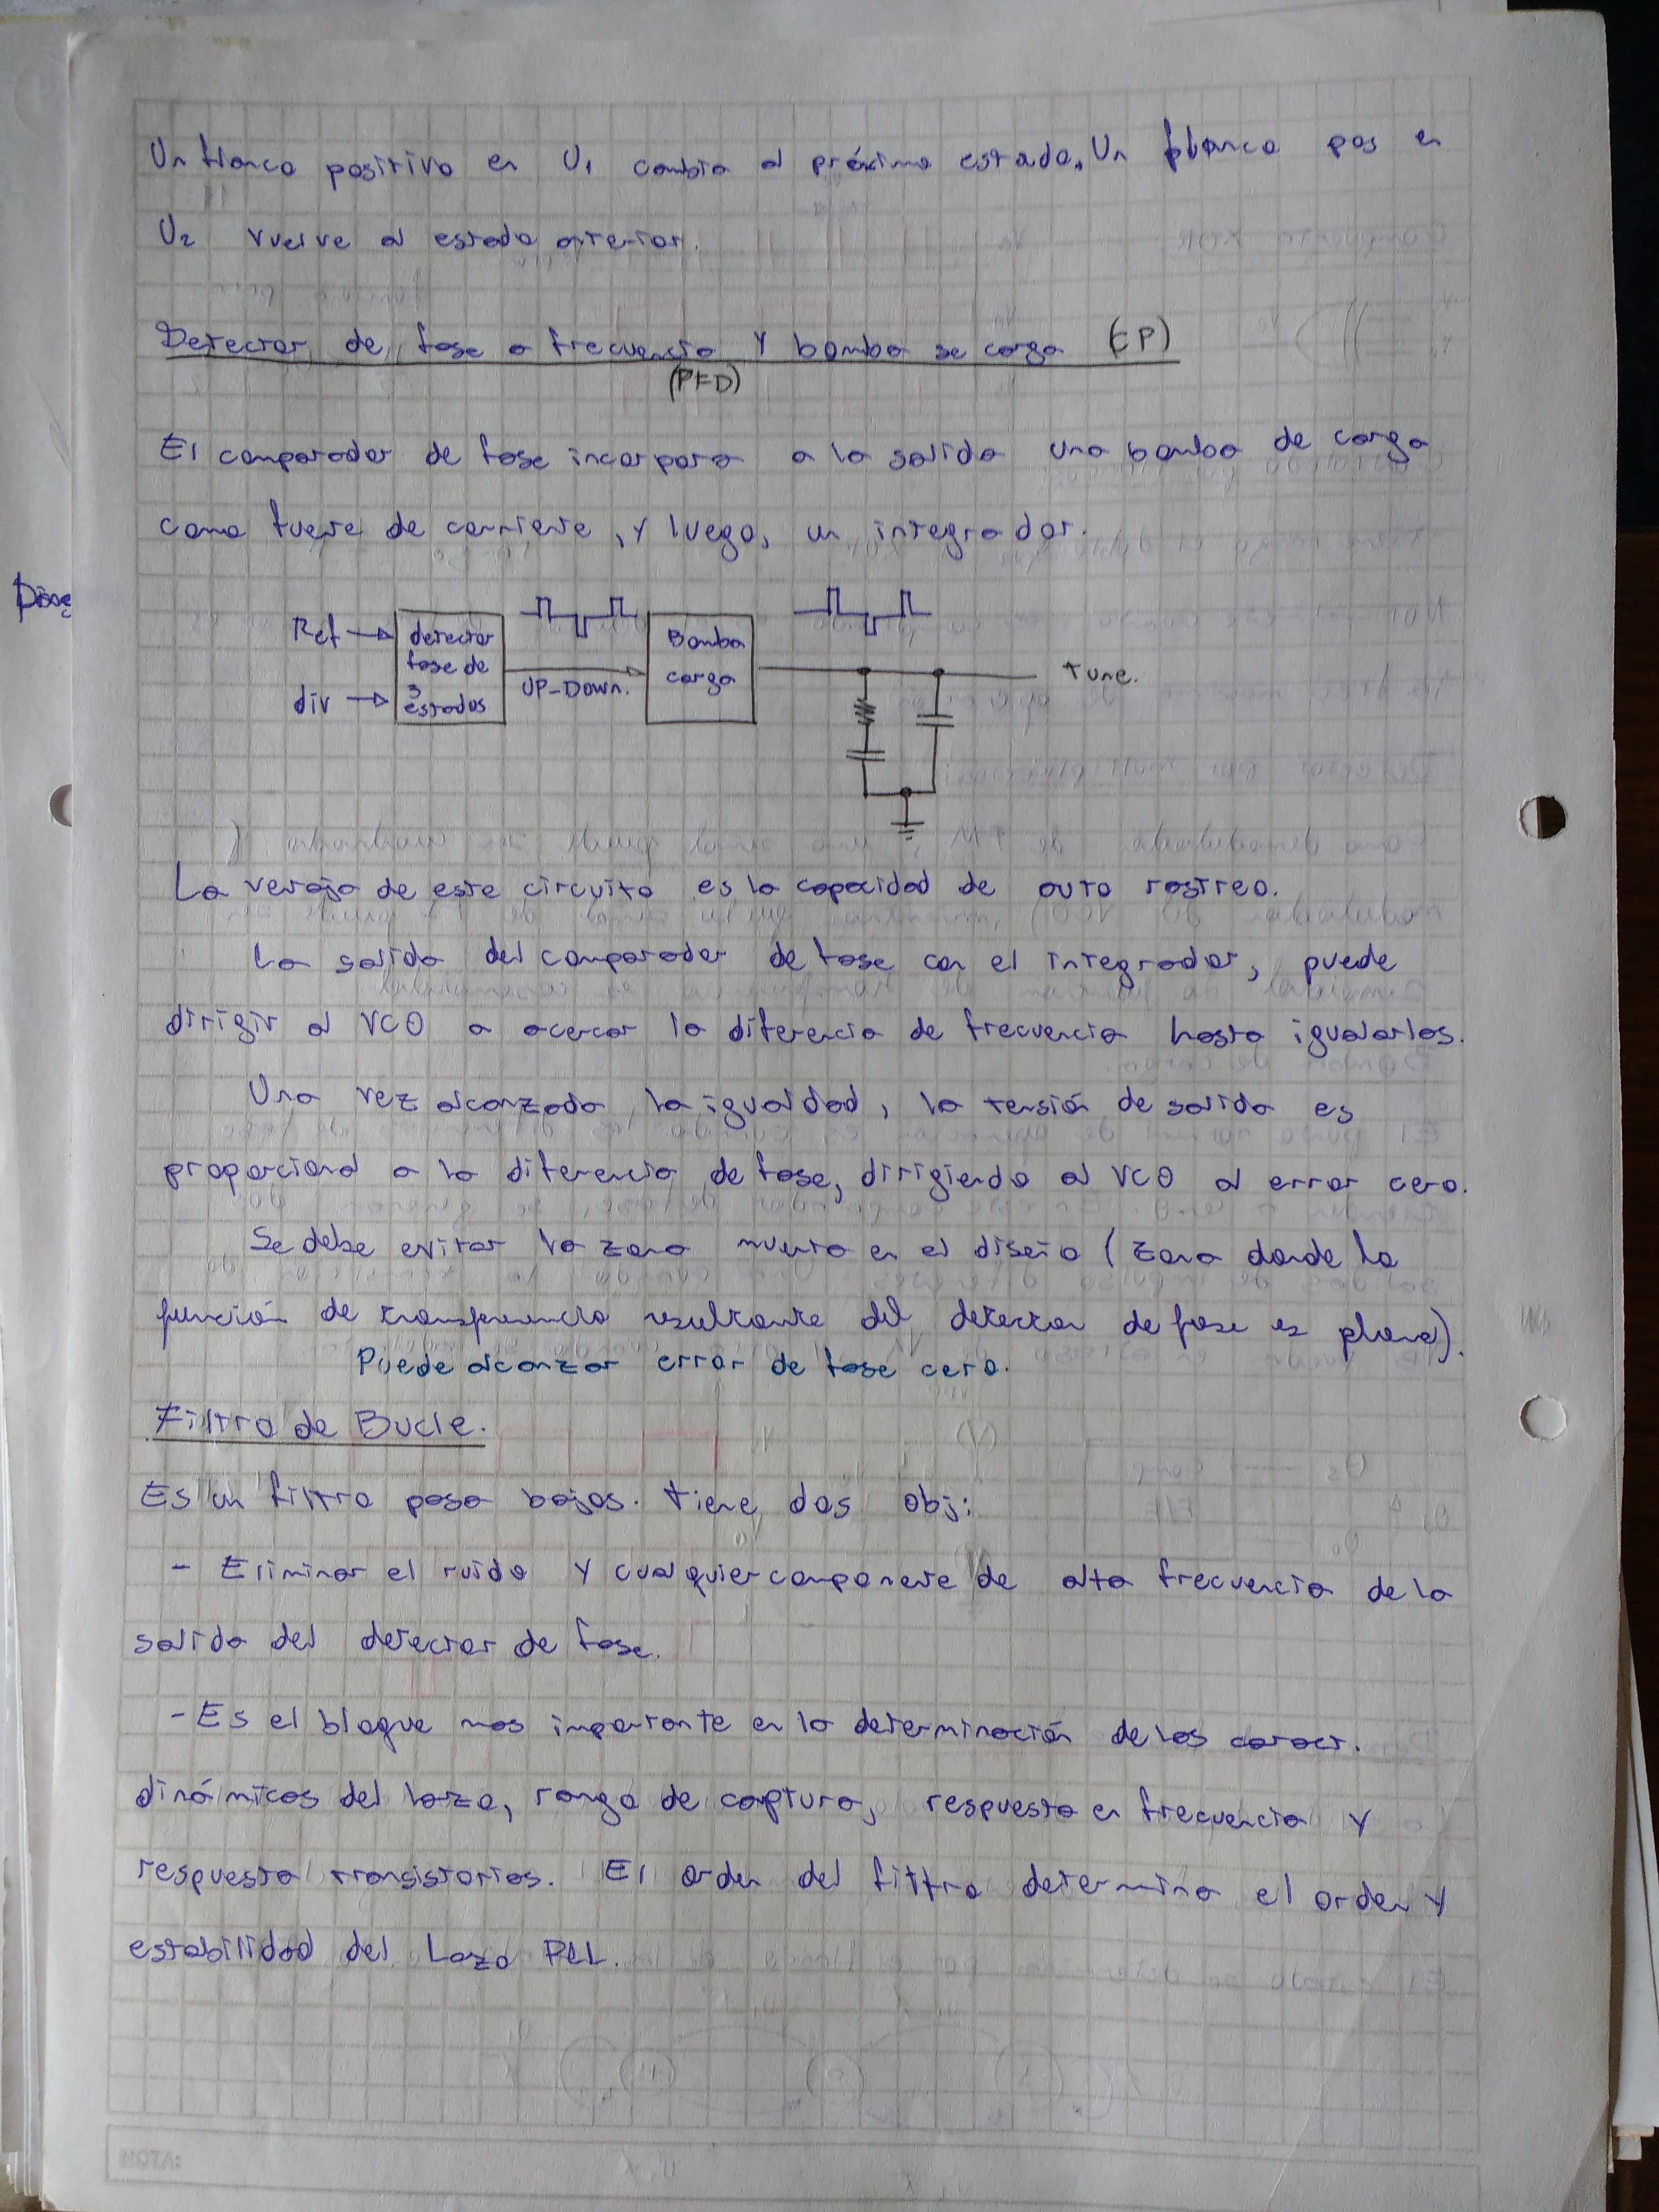 Un flanco positivo en U1 cambia al próximo estado. Un flanco pos en
U2 vuelve al estado anterior.
Detector de fase a frecuencia y bomba se carga (CP)
(PFD)
El comparador de fase incorpora a la salida una bomba de carga
como fuente de corriente, y luego, un integrador.
Ref
div
detector
fase de
3
estados
UP-DOWN.
Bomba
carga
Tune.
La ventaja de este circuito es la capacidad de auto rastreo.
La salida del comparador de fase con el integrador, puede
dirigir al VCO a acercar la diferencia de frecuencia hasta igualarlas.
Una vez alcanzada la igualdad, la tensión de salida es
proporcional a la diferencia de fase, dirigiendo al VCO al error cero.
Se debe evitar la zona muerta en el diseño (zona donde la
función de transferencia resultante del detector de fase es plana).
Puede alcanzar error de fase cero.
Filtro de Bucle.
Es un filtro pasa bajos. tiene dos obj:
- Eliminar el ruido y cualquier componente de alta frecuencia de la
salida del detector de fase.
- Es el bloque mas importante en la determinación de las caract.
dinámicas del lazo, rango de captura, respuesta en frecuencia y
respuesta transistorias. El orden del filtro determina el orden y
estabilidad del Lazo PLL.